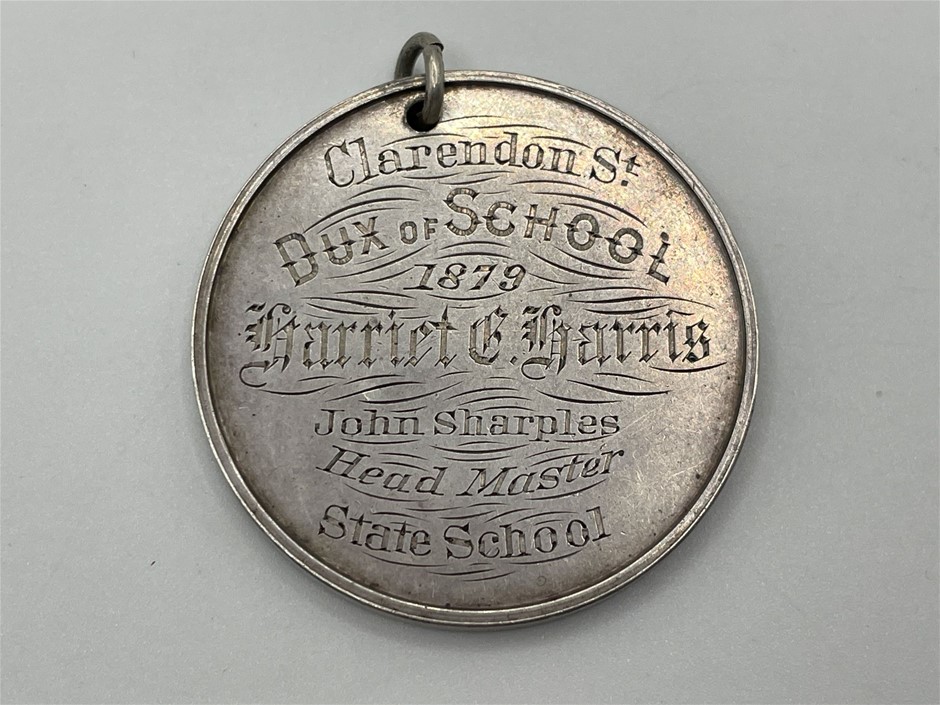 Clarendon St.
Dux of School
1879
Harriet E. Harris
John Sharples
Head Master
State School